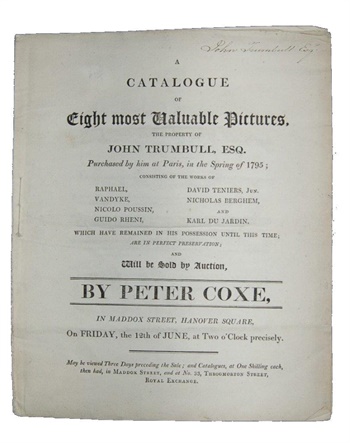 John Trumbull Esq
A
CATALOGUE
OF
Eight most Valuable Pictures,
THE PROPERTY OF
JOHN TRUMBULL, ESQ.
Purchased by him at Paris, in the Spring of 1795;
CONSISTING OF THE WORKS OF
RAPHAEL, DAVID TENIERS, JUN.
VANDYKE, NICHOLAS BERGHEM,
NICOLO POUSSIN, AND
GUIDO RHENI, KARL DU JARDIN.
WHICH HAVE REMAINED IN HIS POSSESSION UNTIL THIS TIME;
ARE IN PERFECT PRESERVATION;
AND
Will be Sold by Auction,
BY PETER COXE,
IN MADDOX STREET, HANOVER SQUARE,
On FRIDAY, the 12th of JUNE, at Two o'Clock precisely.
May be viewed Three Days preceding the Sale; and Catalogues, at One Shilling each,
then had, in MADDOX STREET, and at No. 33, THROGMORTON STREET,
ROYAL EXCHANGE.